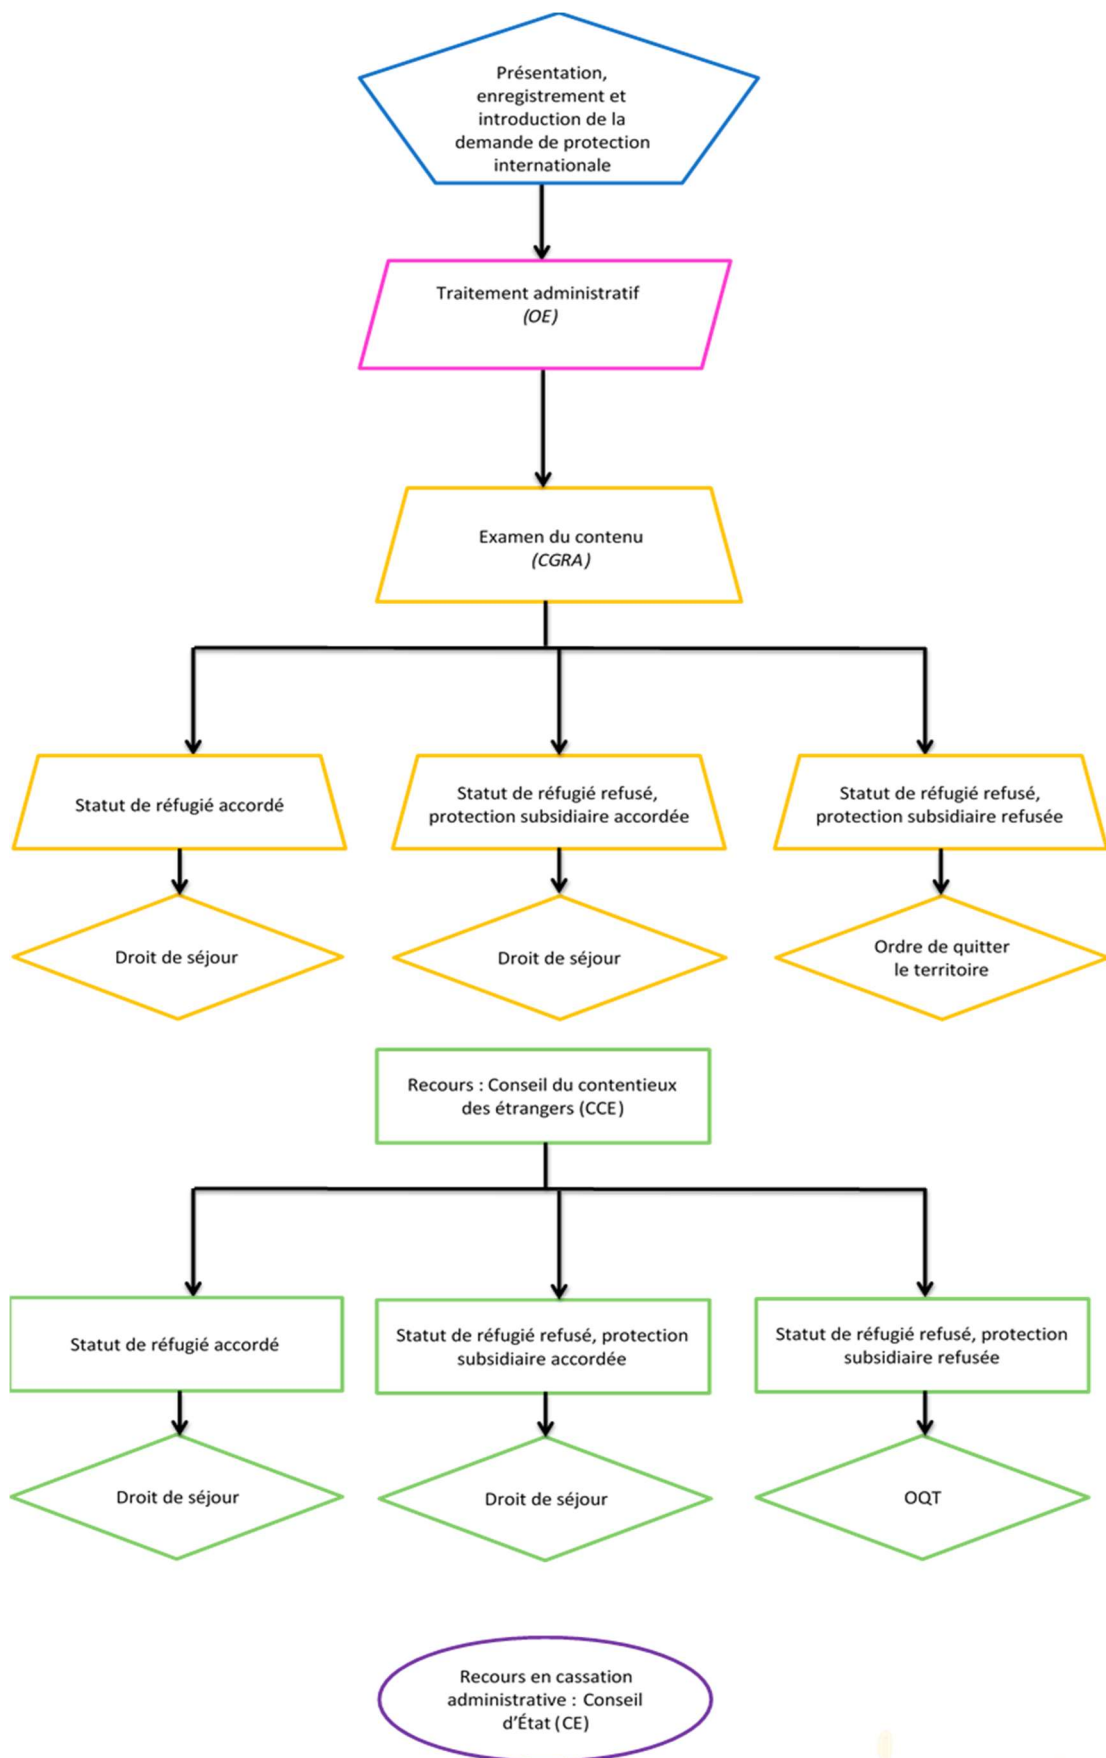 Présentation,
enregistrement et
introduction de la
demande de protection
internationale
Traitement administratif
(OE)
Examen du contenu
(CGRA)
Statut de réfugié accordé
Statut de réfugié refusé,
protection subsidiaire accordée
Statut de réfugié refusé,
protection subsidiaire refusée
Droit de séjour
Droit de séjour
Ordre de quitter
le territoire
Recours : Conseil du contentieux
des étrangers (CCE)
Statut de réfugié accordé
Statut de réfugié refusé, protection
subsidiaire accordée
Statut de réfugié refusé, protection
subsidiaire refusée
Droit de séjour
Droit de séjour
OQT
Recours en cassation
administrative : Conseil
d’État (CE)